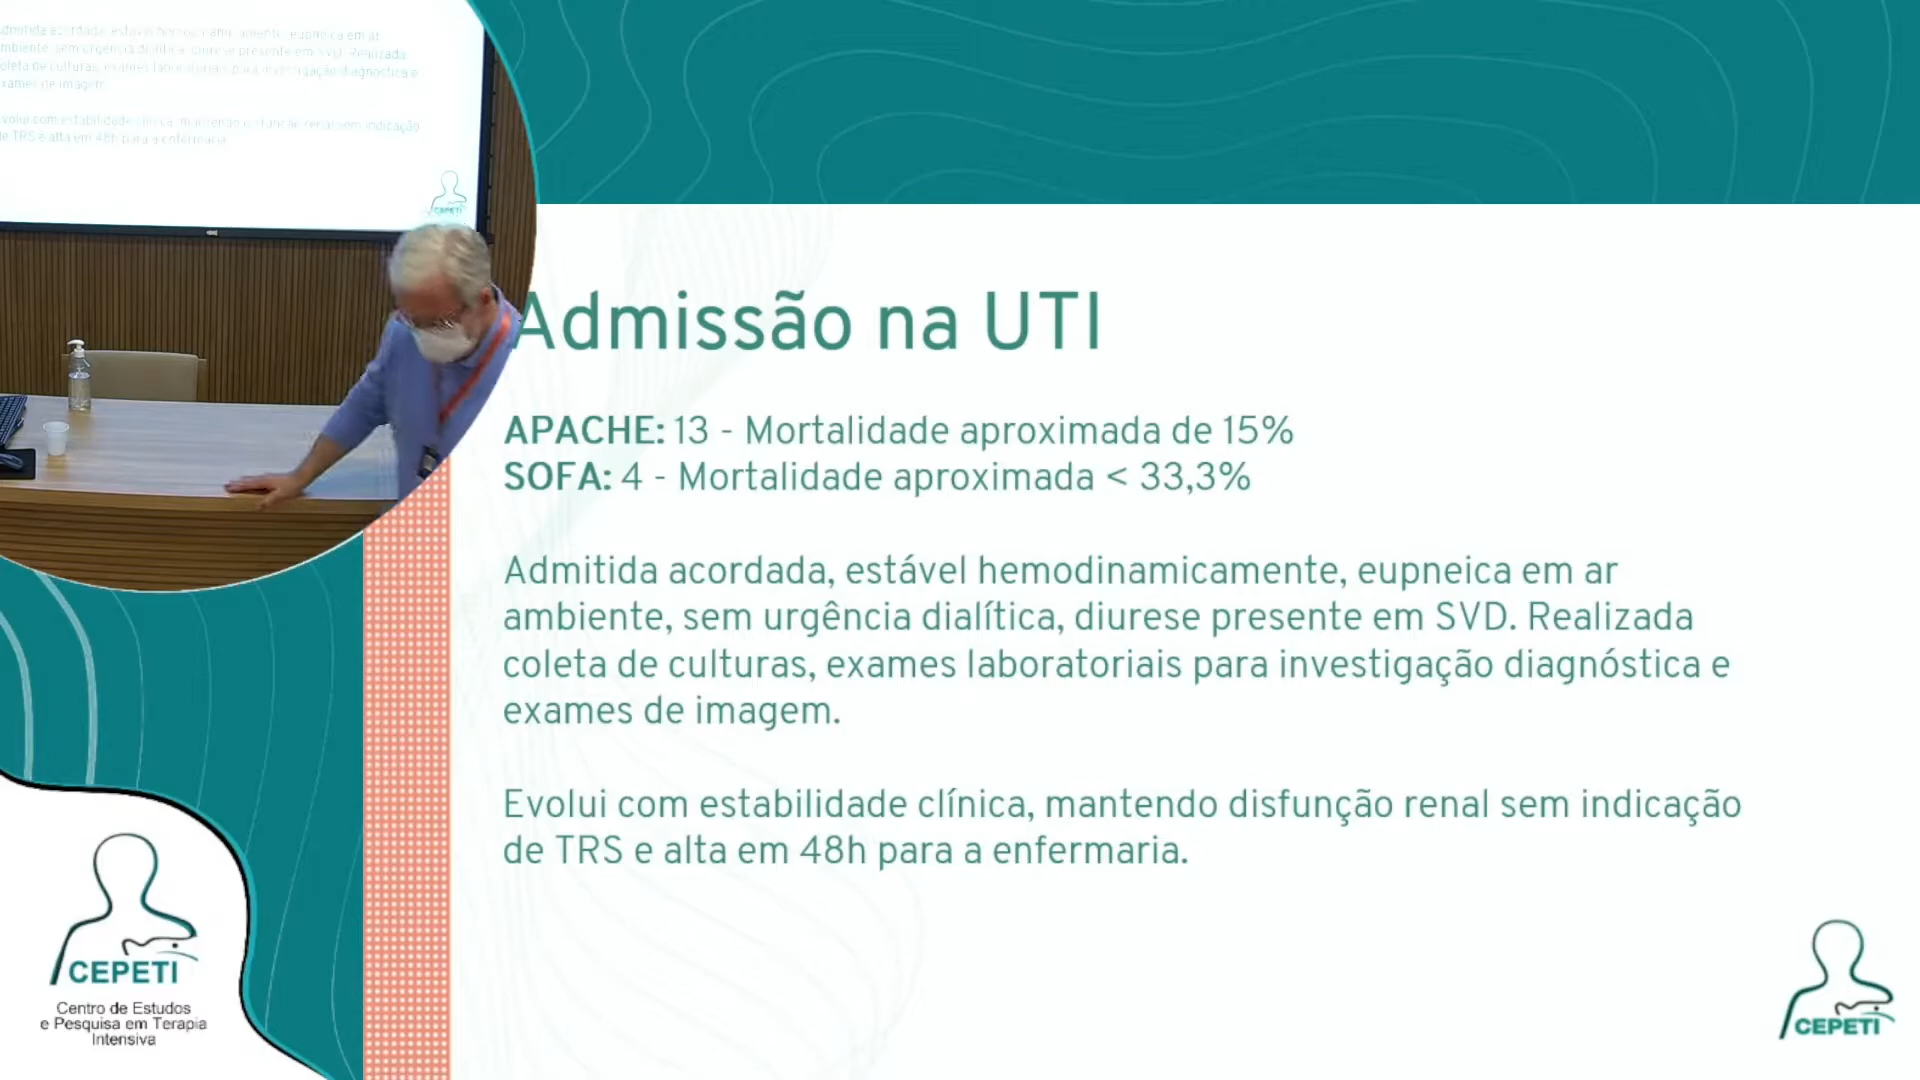 Admissão na UTI
APACHE: 13 - Mortalidade aproximada de 15%
SOFA: 4 - Mortalidade aproximada < 33,3%
Admitida acordada, estável hemodinamicamente, eupneica em ar
ambiente, sem urgência dialítica, diurese presente em SVD. Realizada
coleta de culturas, exames laboratoriais para investigação diagnóstica e
exames de imagem.
Evolui com estabilidade clínica, mantendo disfunção renal sem indicação
de TRS e alta em 48h para a enfermaria.
CEPETI
Centro de Estudos
e Pesquisa em Terapia
Intensiva
CEPETI